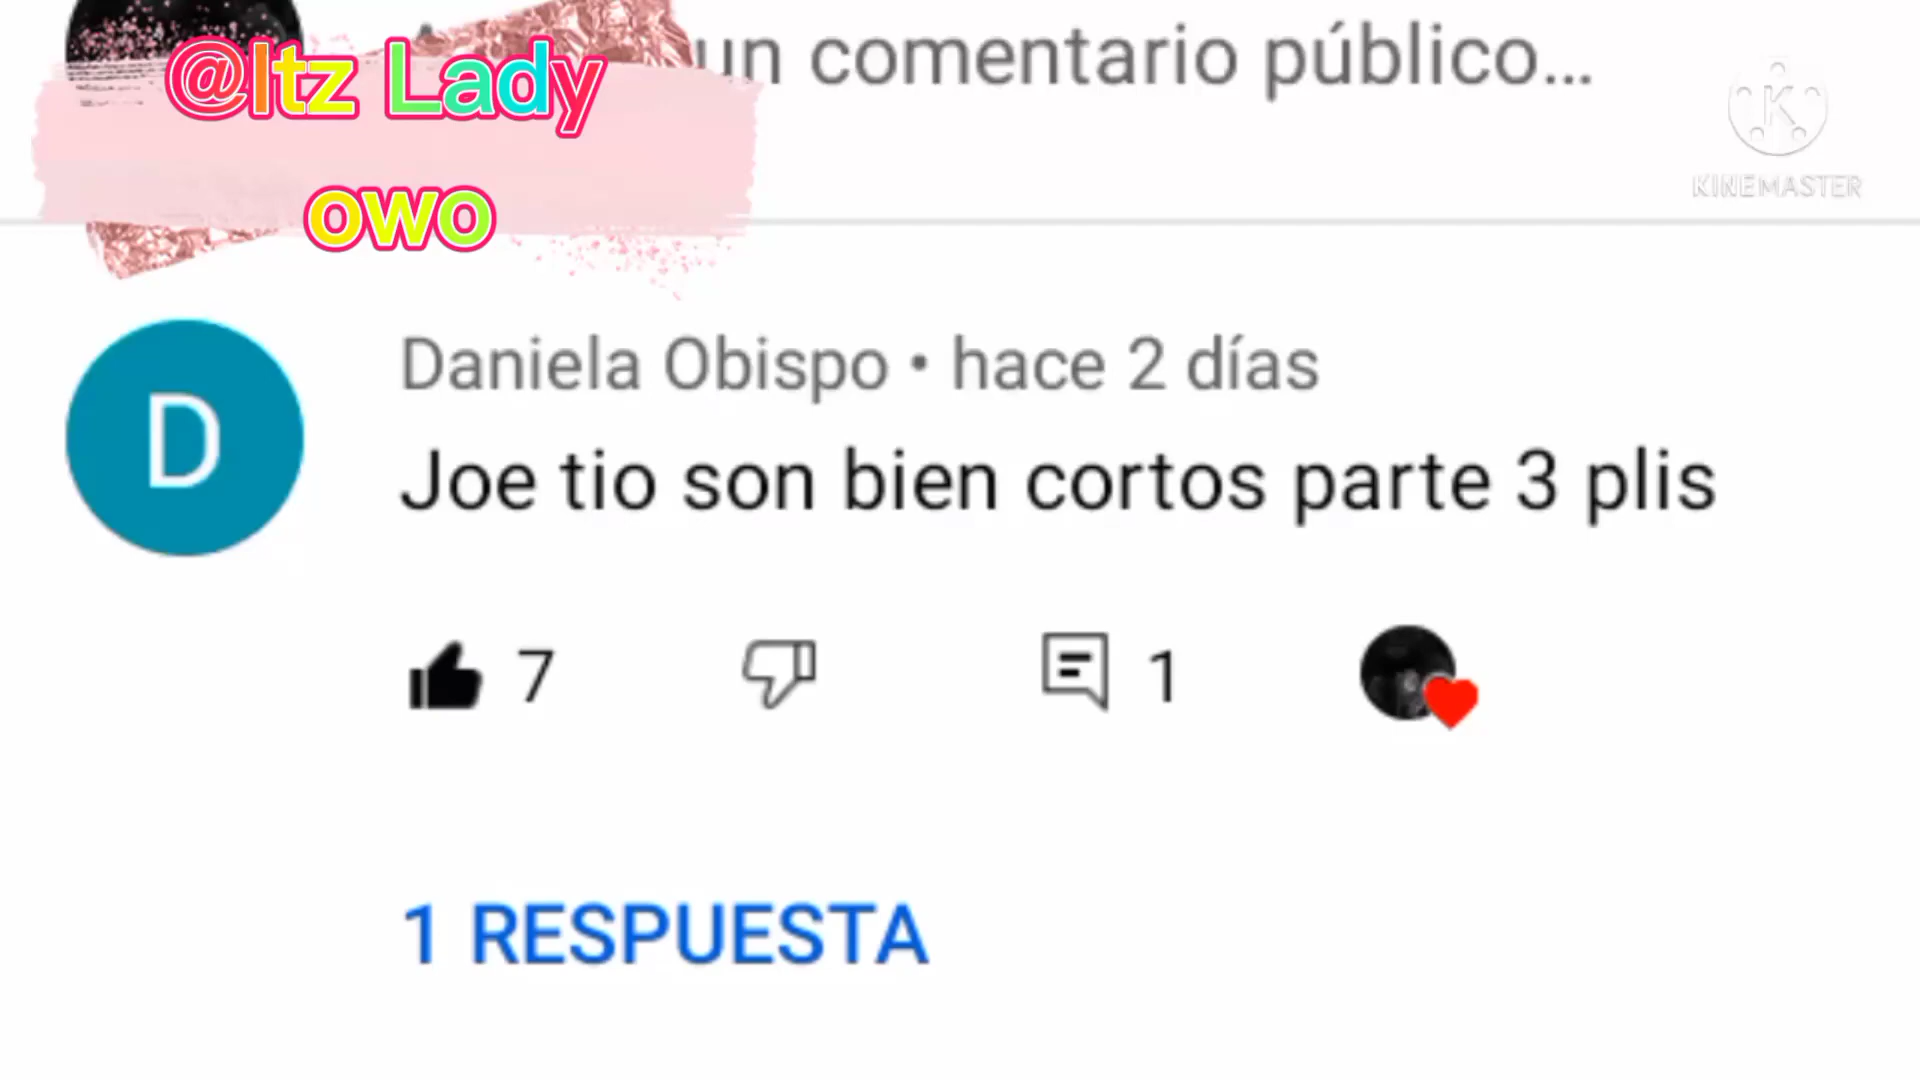 @Itz Lady
owo
un comentario público...
K
KINEMASTER
D
Daniela Obispo • hace 2 días
Joe tio son bien cortos parte 3 plis
7
1
1 RESPUESTA